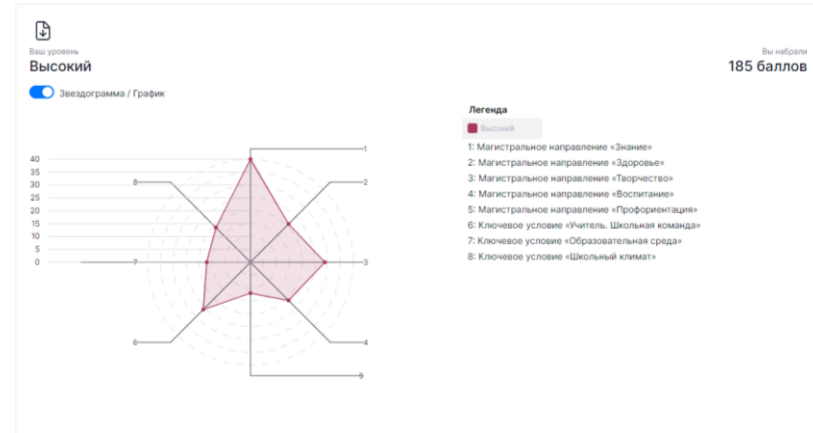 Ваш уровень
Высокий
Вы набрали
185 баллов
Звездограмма / График
Легенда
Высокий
1: Магистральное направление «Знание»
2: Магистральное направление «Здоровье»
3: Магистральное направление «Творчество»
4: Магистральное направление «Воспитание»
5: Магистральное направление «Профориентация»
6: Ключевое условие «Учитель. Школьная команда»
7: Ключевое условие «Образовательная среда»
8: Ключевое условие «Школьный климат»
40
35
30
25
20
15
10
5
0
1
2
3
4
5
6
7
8